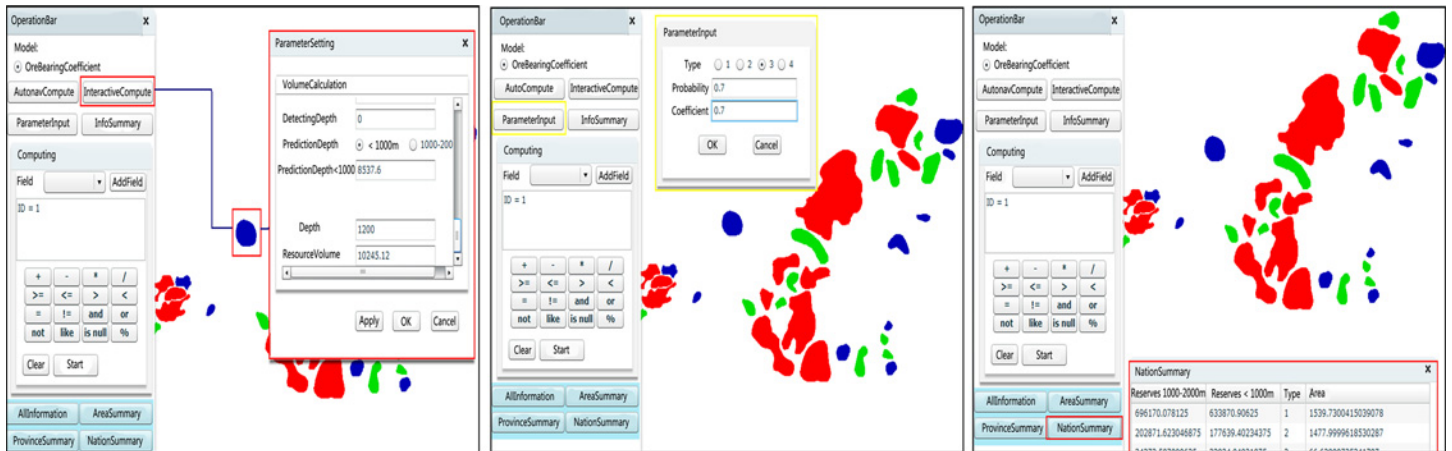 OperationBar x
Model:
OreBearingCoefficient
AutonavCompute InteractiveCompute
ParameterInput InfoSummary
Computing
Field AddField
ID = 1
+ - * /
>= <= > <
= != and or
not like is null %
Clear Start
AllInformation AreaSummary
ProvinceSummary NationSummary
ParameterSetting x
VolumeCalculation
DetectingDepth 0
PredictionDepth < 1000m 1000-200
PredictionDepth<1000 8537.6
Depth 1200
ResourceVolume 10245.12
Apply OK Cancel
OperationBar x
Model:
OreBearingCoefficient
AutoCompute InteractiveCompute
ParameterInput InfoSummary
Computing
Field AddField
ID = 1
+ - * /
>= <= > <
= != and or
not like is null %
Clear Start
AllInformation AreaSummary
ProvinceSummary NationSummary
ParameterInput
Type 1 2 3 4
Probability 0.7
Coefficient 0.7
OK Cancel
OperationBar x
Model:
OreBearingCoefficient
AutonavCompute InteractiveCompute
ParameterInput InfoSummary
Computing
Field AddField
ID = 1
+ - * /
>= <= > <
= != and or
not like is null %
Clear Start
AllInformation AreaSummary
ProvinceSummary NationSummary
NationSummary x
Reserves 1000-2000m Reserves < 1000m Type Area
696170.078125 633870.90625 1 1539.7300415039078
202871.623046875 177639.40234375 2 1477.9999618530287